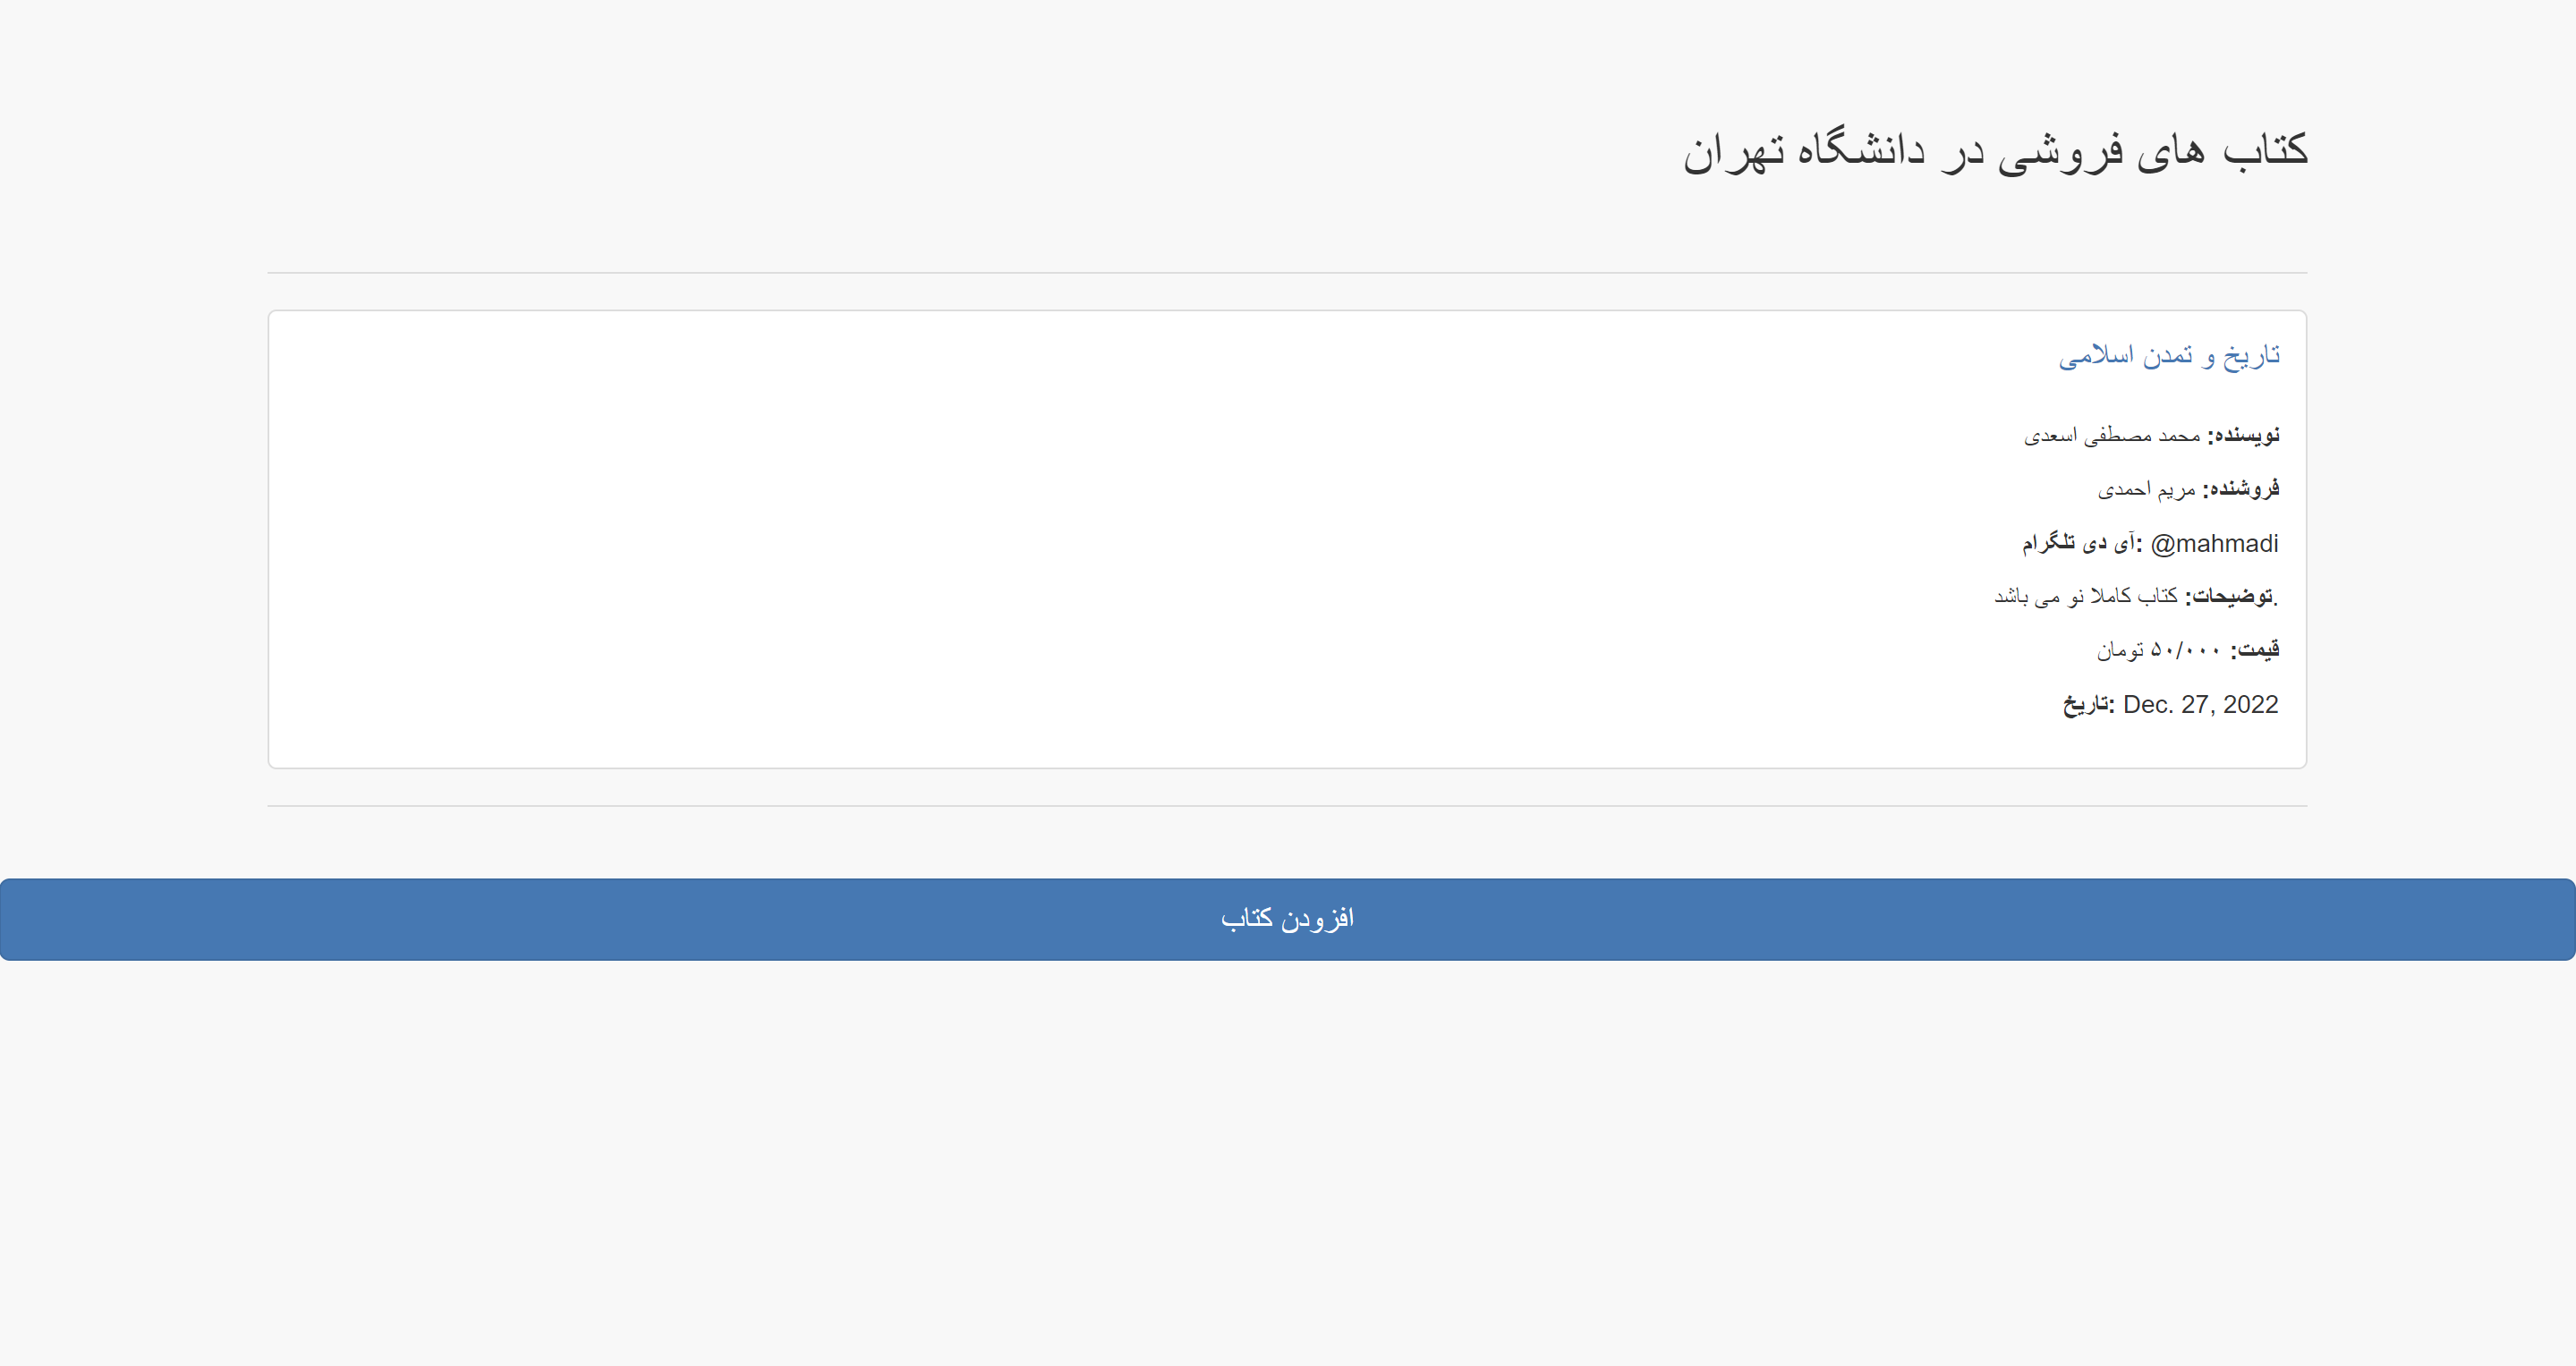 کتاب های فروشی در دانشگاه تهران
تاریخ و تمدن اسلامی
نویسنده: محمد مصطفی اسعدی
فروشنده: مریم احمدی
آی دی تلگرام: @mahmadi
توضیحات: کتاب کاملا نو می باشد.
قیمت: ۵۰/۰۰۰ تومان
تاریخ: Dec. 27, 2022
افزودن کتاب